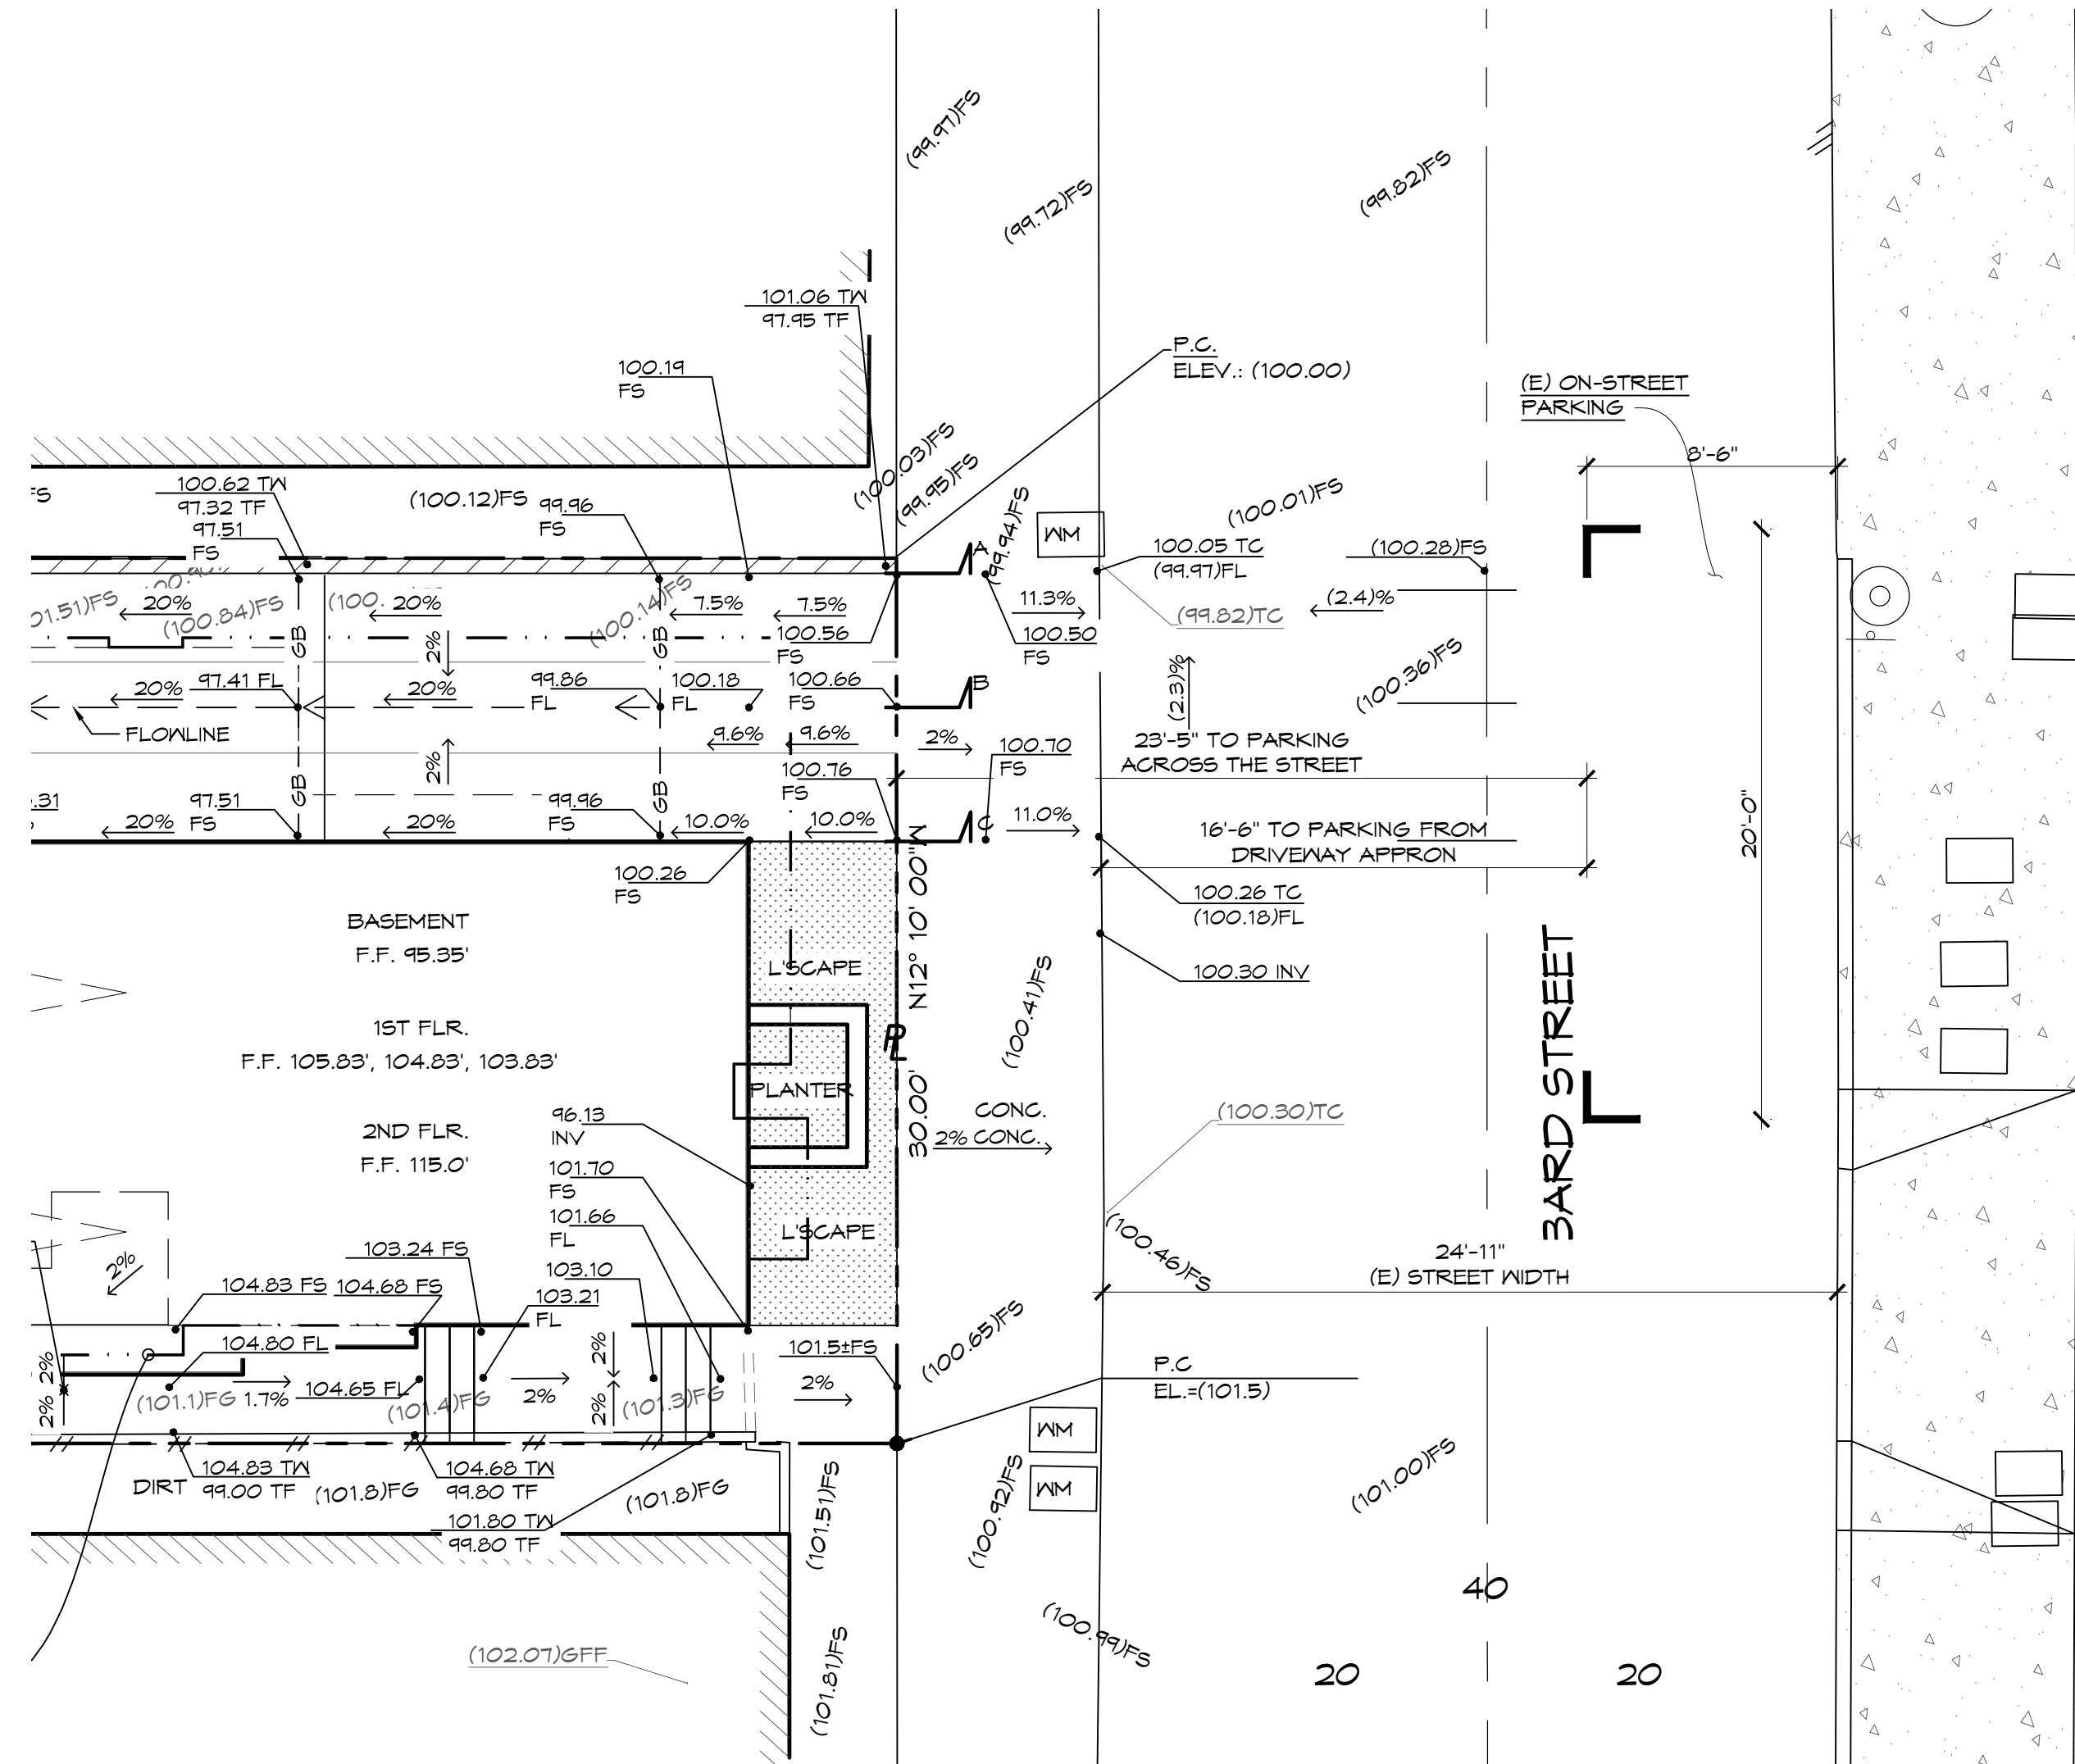 (99.97)FS
(99.72)FS
(99.82)FS
101.06 TW
97.95 TF
P.C.
ELEV.: (100.00)
100.19
FS
(E) ON-STREET
PARKING
8'-6"
(100.03)FS
(99.95)FS
(99.94)FS
FS
100.62 TW
97.32 TF
97.51
FS
(100.12)FS
99.96
FS
WM
(100.01)FS
A
100.05 TC
(99.97)FL
(100.28)FS
01.51)FS
20%
(100.84)FS
(100.
20%
(100.14)FS
7.5%
7.5%
11.3%
(99.82)TC
(2.4)%
GB
2%
GB
100.56
FS
100.50
FS
20%
97.41 FL
20%
99.86
FL
100.18
FL
100.66
FS
B
(2.3)%
(100.36)FS
FLOWLINE
2%
9.6%
9.6%
2%
100.70
FS
23'-5" TO PARKING
ACROSS THE STREET
100.76
FS
GB
GB
.31
97.51
FS
99.96
FS
20%
20%
10.0%
10.0%
C
11.0%
16'-6" TO PARKING FROM
DRIVEWAY APPRON
20'-0"
100.26
FS
100.26 TC
(100.18)FL
N12° 10' 00"W
BASEMENT
F.F. 95.35'
L'SCAPE
100.30 INV
(100.41)FS
3ARD STREET
1ST FLR.
F.F. 105.83', 104.83', 103.83'
PL
PLANTER
30.00'
CONC.
2% CONC.
(100.30)TC
2ND FLR.
F.F. 115.0'
96.13
INV
101.70
FS
101.66
FL
L'SCAPE
(100.46)FS
24'-11"
(E) STREET WIDTH
2%
103.24 FS
103.10
104.83 FS
104.68 FS
103.21
FL
(100.65)FS
104.80 FL
2%
2%
101.5±FS
P.C
EL.=(101.5)
2%
2%
(101.1)FG
1.7%
104.65 FL
(101.4)FG
2%
2%
(101.3)FG
2%
WM
WM
DIRT
104.83 TW
99.00 TF
(101.8)FG
104.68 TW
99.80 TF
(101.8)FG
101.80 TW
99.80 TF
(101.51)FS
(100.92)FS
(101.00)FS
40
(100.99)FS
(102.07)GFF
(101.81)FS
20
20